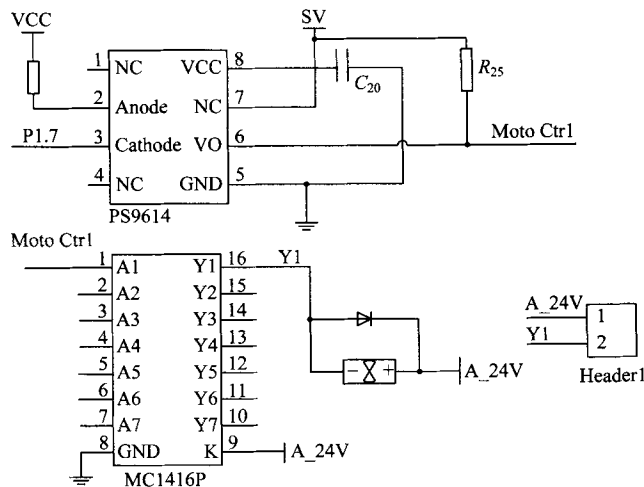 VCC
SV
1 NC VCC 8
C20
R25
2 Anode NC 7
P1.7 3 Cathode VO 6 Moto Ctr1
4 NC GND 5
PS9614
Moto Ctr1
1 A1 Y1 16 Y1
2 A2 Y2 15
3 A3 Y3 14
4 A4 Y4 13
5 A5 Y5 12
6 A6 Y6 11
7 A7 Y7 10
8 GND K 9 A_24V
MC1416P
- + A_24V
A_24V 1
Y1 2
Header1